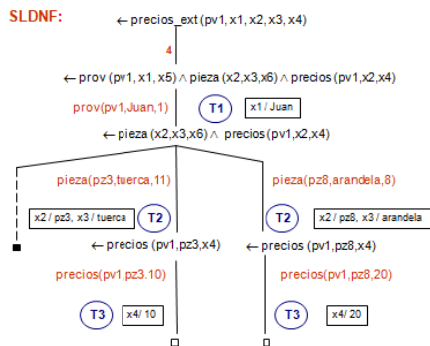 SLDNF:
← precios_ext (pv1, x1, x2, x3, x4)
4
← prov (pv1, x1, x5) ∧ pieza (x2,x3,x6) ∧ precios (pv1,x2,x4)
prov(pv1,Juan,1) T1 x1 / Juan
← pieza (x2,x3,x6) ∧ precios (pv1,x2,x4)
pieza(pz3,tuerca,11) pieza(pz8,arandela,8)
x2 / pz3, x3 / tuerca T2 T2 x2 / pz8, x3 / arandela
← precios (pv1,pz3,x4) ← precios (pv1,pz8,x4)
precios(pv1,pz3.10) precios(pv1,pz8,20)
T3 x4/ 10 T3 x4/ 20